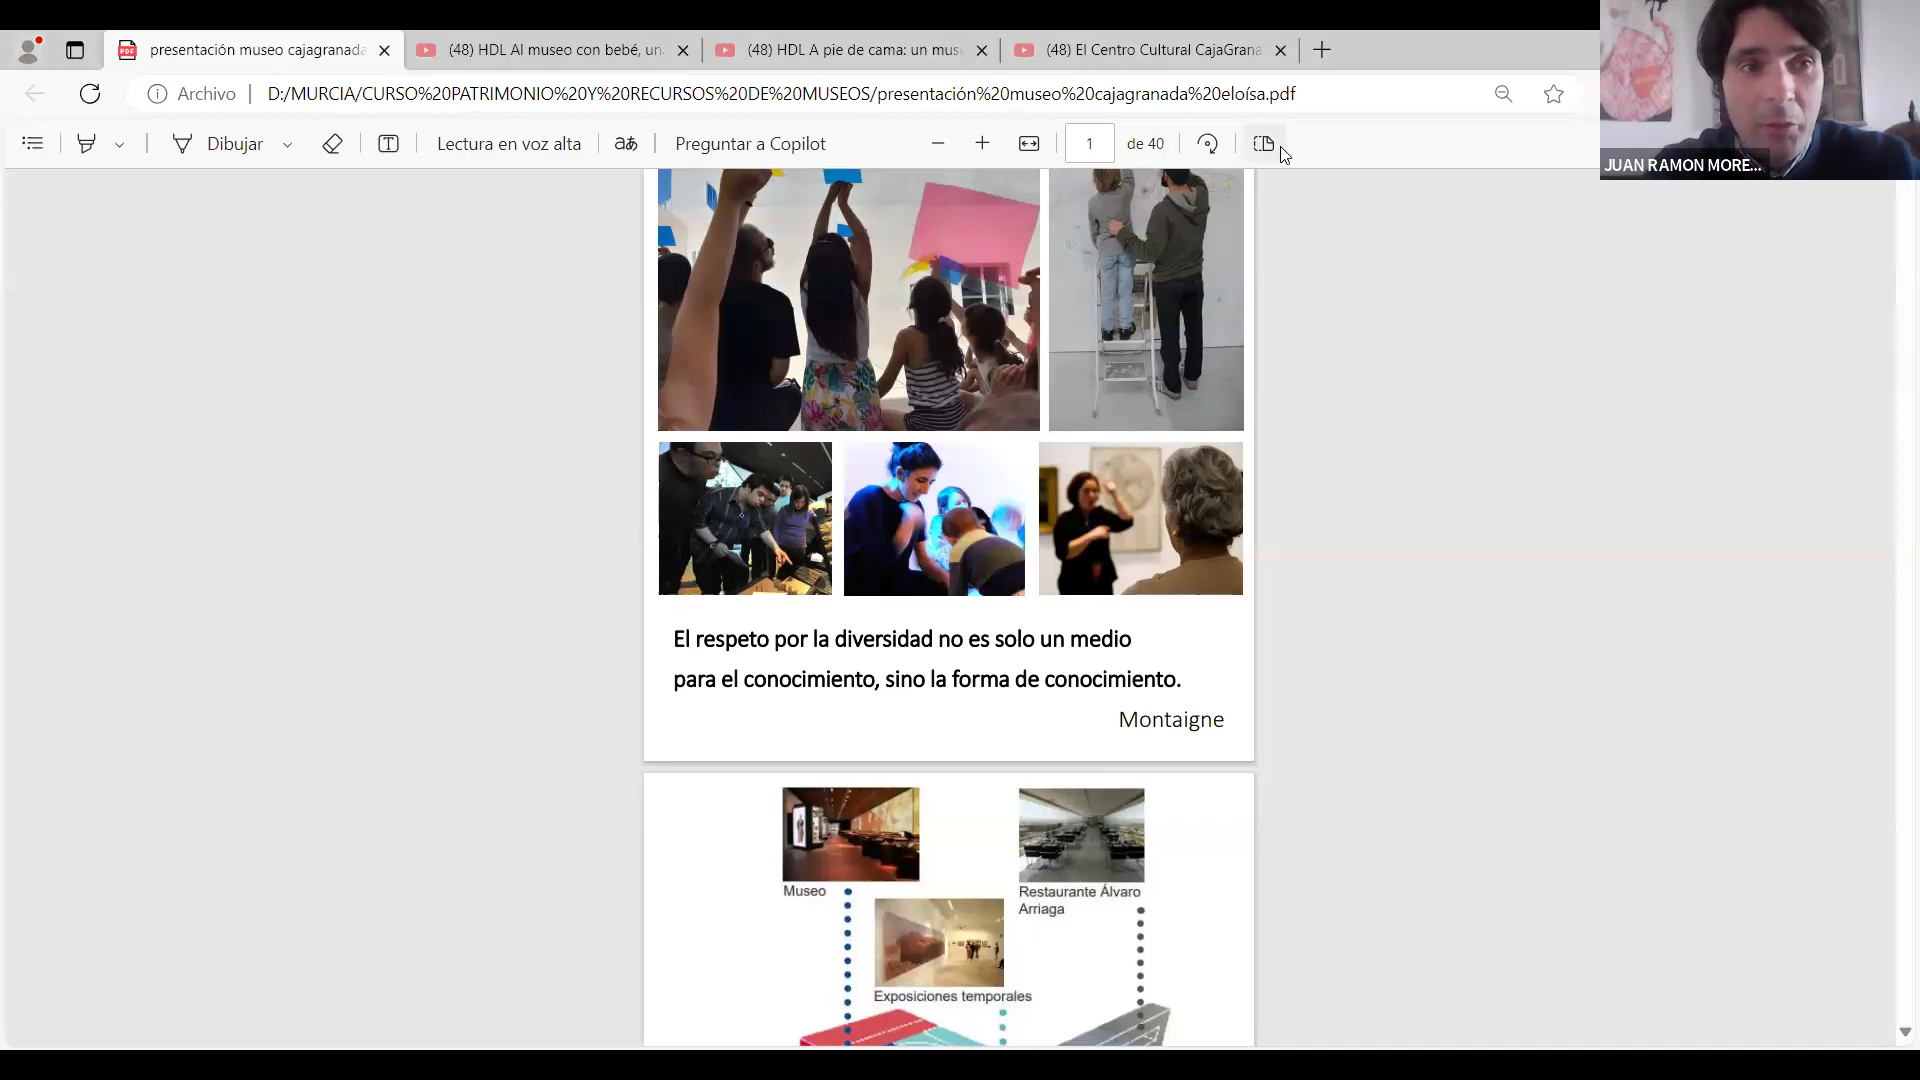 presentación museo cajagranada
(48) HDL Al museo con bebé, un
(48) HDL A pie de cama: un mus
(48) El Centro Cultural CajaGrana
Archivo
D:/MURCIA/CURSO%20PATRIMONIO%20Y%20RECURSOS%20DE%20MUSEOS/presentación%20museo%20cajagranada%20eloísa.pdf
Dibujar
Lectura en voz alta
aあ
Preguntar a Copilot
1
de 40
JUAN RAMON MORE...
El respeto por la diversidad no es solo un medio
para el conocimiento, sino la forma de conocimiento.
Montaigne
Museo
Restaurante Álvaro
Arriaga
Exposiciones temporales